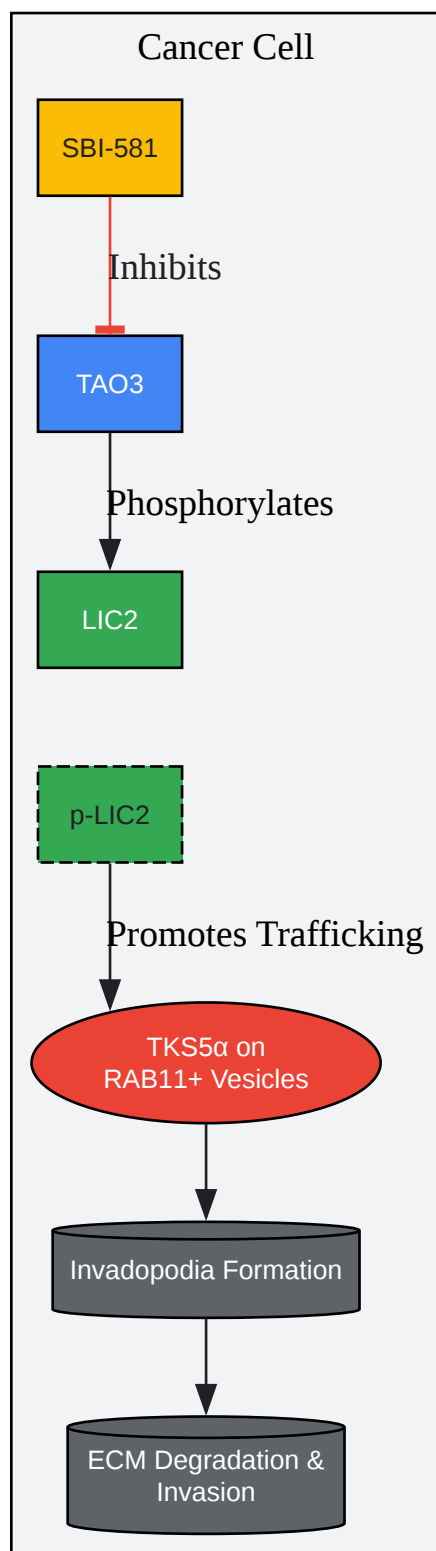 Cancer Cell
SBI-581
Inhibits
TAO3
Phosphorylates
LIC2
p-LIC2
Promotes Trafficking
TKS5α on
RAB11+ Vesicles
Invadopodia Formation
ECM Degradation &
Invasion